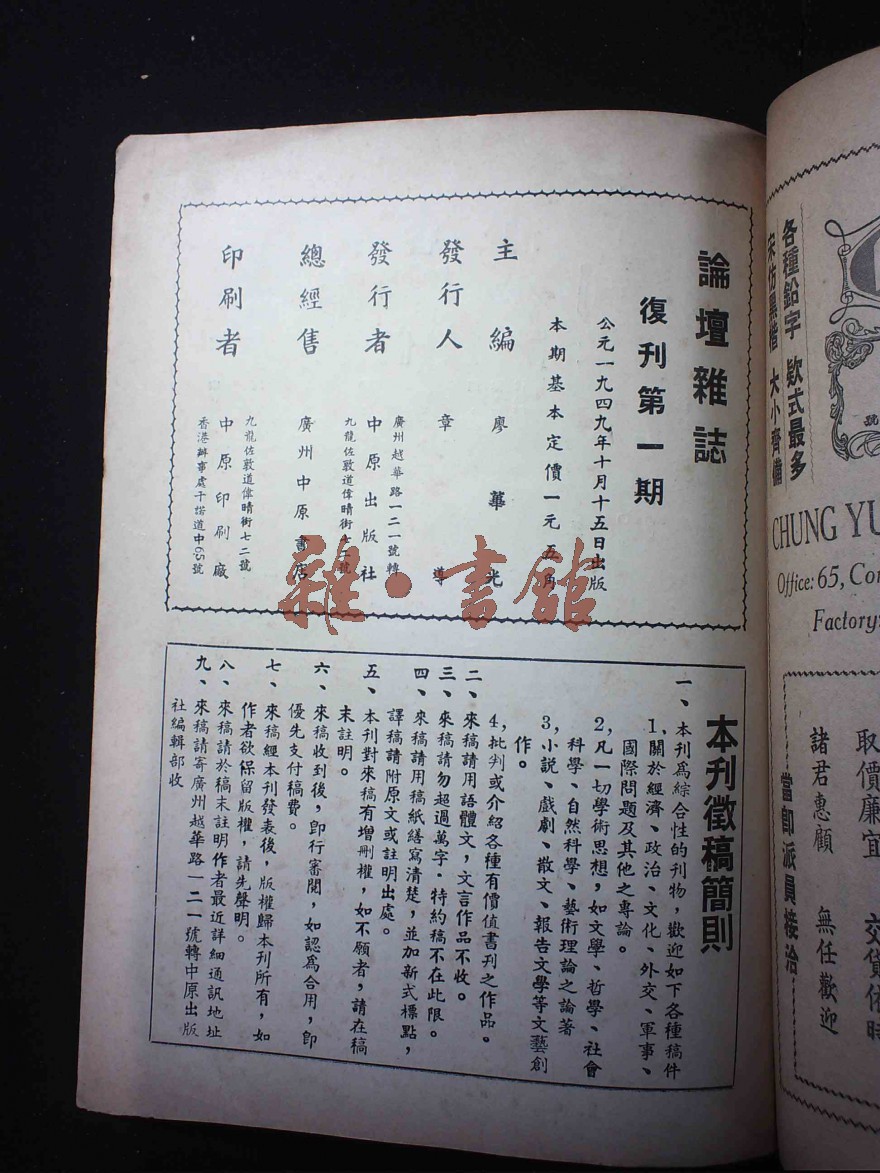 論壇雜誌
復刊第一期
公元一九四九年十月十五日出版
本期基本定價一元五角
主編 廖華光
發行人 章導
廣州越華路一二一號轉
發行者 中原出版社
九龍佐敦道偉晴街七二號
總經售 廣州中原書店
九龍佐敦道偉晴街七二號
印刷者 中原印刷廠
香港辦事處干諾道中65號
雜·書館
本刊徵稿簡則
一、本刊爲綜合性的刊物，歡迎如下各種稿件
1,關於經濟、政治、文化、外交、軍事、
國際問題及其他之專論。
2,凡一切學術思想，如文學、哲學、社會
科學、自然科學、藝術理論之論著
3,小説、戲劇、散文、報告文學等文藝創
作。
4,批判或介紹各種有價值書刊之作品。
二、來稿請用語體文，文言作品不收。
三、來稿請勿超過萬字·特約稿不在此限。
四、來稿請用稿紙繕寫清楚，並加新式標點，
譯稿請附原文或註明出處。
五、本刊對來稿有增刪權，如不願者，請在稿
末註明。
六、來稿收到後，即行審閱，如認爲合用，即
優先支付稿費。
七、來稿經本刊發表後，版權歸本刊所有，如
作者欲保留版權，請先聲明。
八、來稿請於稿末註明作者最近詳細通訊地址
九、來稿請寄廣州越華路一二一號轉中原出版
社編輯部收
各種鉛字 欵式最多
宋仿黑楷 大小齊備
號
CHUNG YU
Office: 65, Con
Factory:
取價廉宜 交貨依時
諸君惠顧 無任歡迎
當即派員接洽